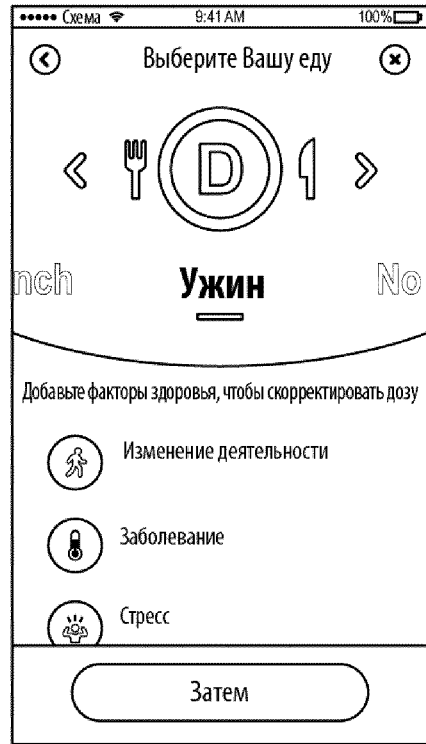 Схема 9:41 AM 100%
Выберите Вашу еду
D
nch Ужин No
Добавьте факторы здоровья, чтобы скорректировать дозу
Изменение деятельности
Заболевание
Стресс
Затем